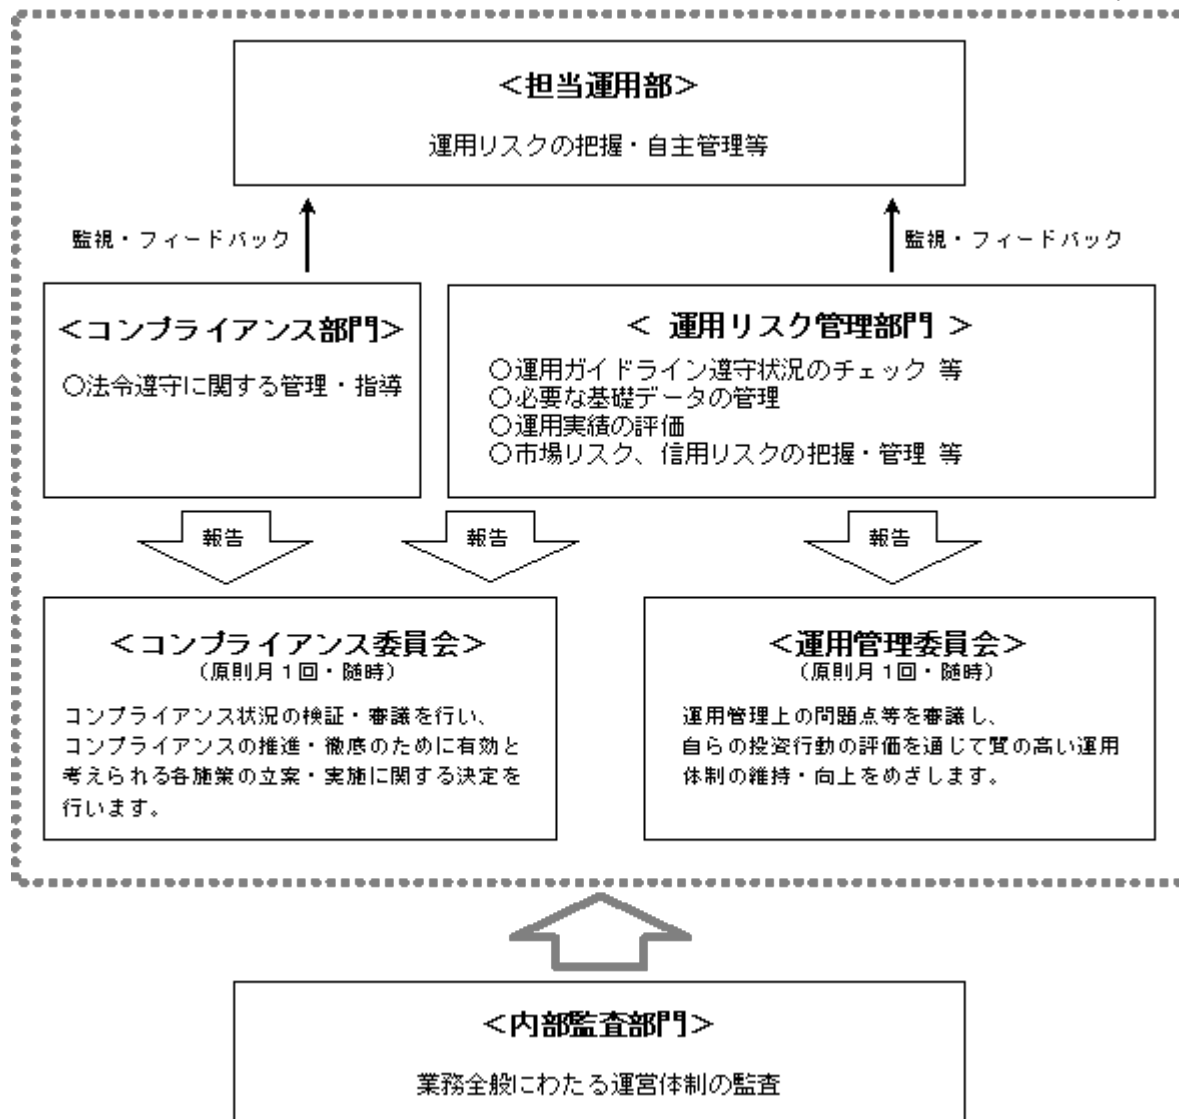 ＜担当運用部＞
運用リスクの把握・自主管理等
監視・フィードバック
監視・フィードバック
＜コンプライアンス部門＞
○法令遵守に関する管理・指導
＜ 運用リスク管理部門 ＞
○運用ガイドライン遵守状況のチェック 等
○必要な基礎データの管理
○運用実績の評価
○市場リスク、信用リスクの把握・管理 等
報告
報告
報告
＜コンプライアンス委員会＞
（原則月１回・随時）
コンプライアンス状況の検証・審議を行い、
コンプライアンスの推進・徹底のために有効と
考えられる各施策の立案・実施に関する決定を
行います。
＜運用管理委員会＞
（原則月１回・随時）
運用管理上の問題点等を審議し、
自らの投資行動の評価を通じて質の高い運用
体制の維持・向上をめざします。
＜内部監査部門＞
業務全般にわたる運営体制の監査